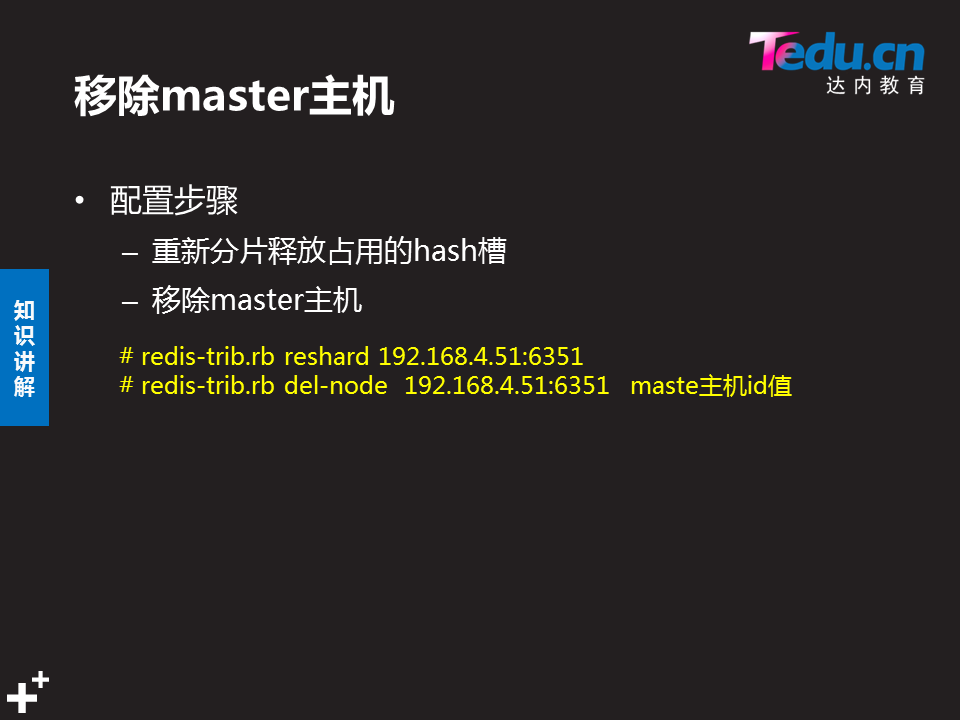 Tedu.cn
达内教育
移除master主机
• 配置步骤
– 重新分片释放占用的hash槽
– 移除master主机
知识讲解
# redis-trib.rb reshard 192.168.4.51:6351
# redis-trib.rb del-node 192.168.4.51:6351 maste主机id值